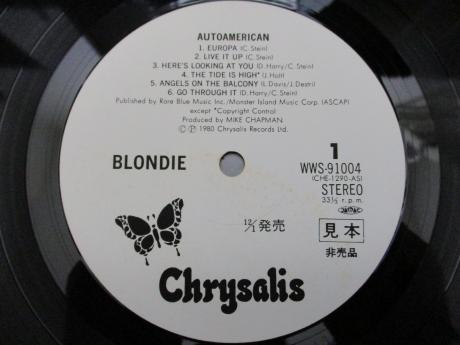 AUTOAMERICAN
1. EUROPA (C. Stein)
2. LIVE IT UP (C. Stein)
3. HERE'S LOOKING AT YOU (D. Harry/C. Stein)
4. THE TIDE IS HIGH* (J. Holt)
5. ANGELS ON THE BALCONY (L. Davis/J. Destri)
6. GO THROUGH IT (D. Harry/C. Stein)
Published by Rare Blue Music Inc./Monster Island Music Corp. (ASCAP)
except *Copyright Control
Produced by MIKE CHAPMAN
© ℗ 1980 Chrysalis Records Ltd.
BLONDIE
1
WWS-91004
(CHE-1290-AS)
STEREO
33⅓ r.p.m.
12/1発売
見本
非売品
Chrysalis